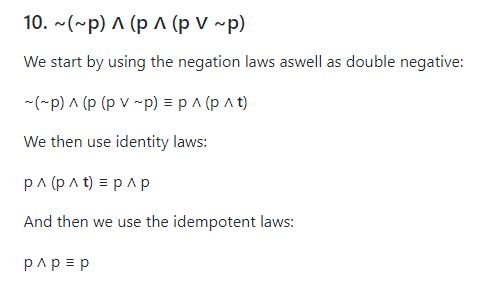 10. ~(~p) ∧ (p ∧ (p ∨ ~p)
We start by using the negation laws aswell as double negative:
~(~p) ∧ (p (p ∨ ~p) ≡ p ∧ (p ∧ t)
We then use identity laws:
p ∧ (p ∧ t) ≡ p ∧ p
And then we use the idempotent laws:
p ∧ p ≡ p